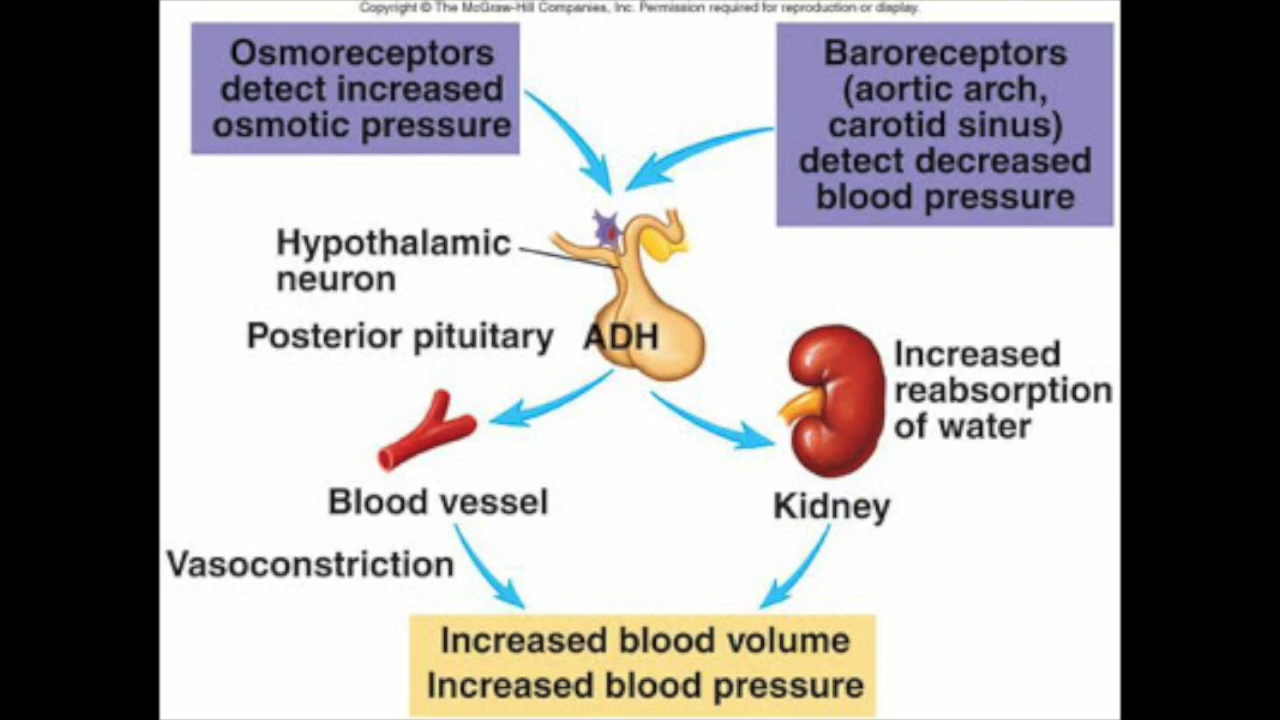 Copyright © The McGraw-Hill Companies, Inc. Permission required for reproduction or display.
Osmoreceptors
detect increased
osmotic pressure
Baroreceptors
(aortic arch,
carotid sinus)
detect decreased
blood pressure
Hypothalamic
neuron
Posterior pituitary
ADH
Increased
reabsorption
of water
Blood vessel
Kidney
Vasoconstriction
Increased blood volume
Increased blood pressure